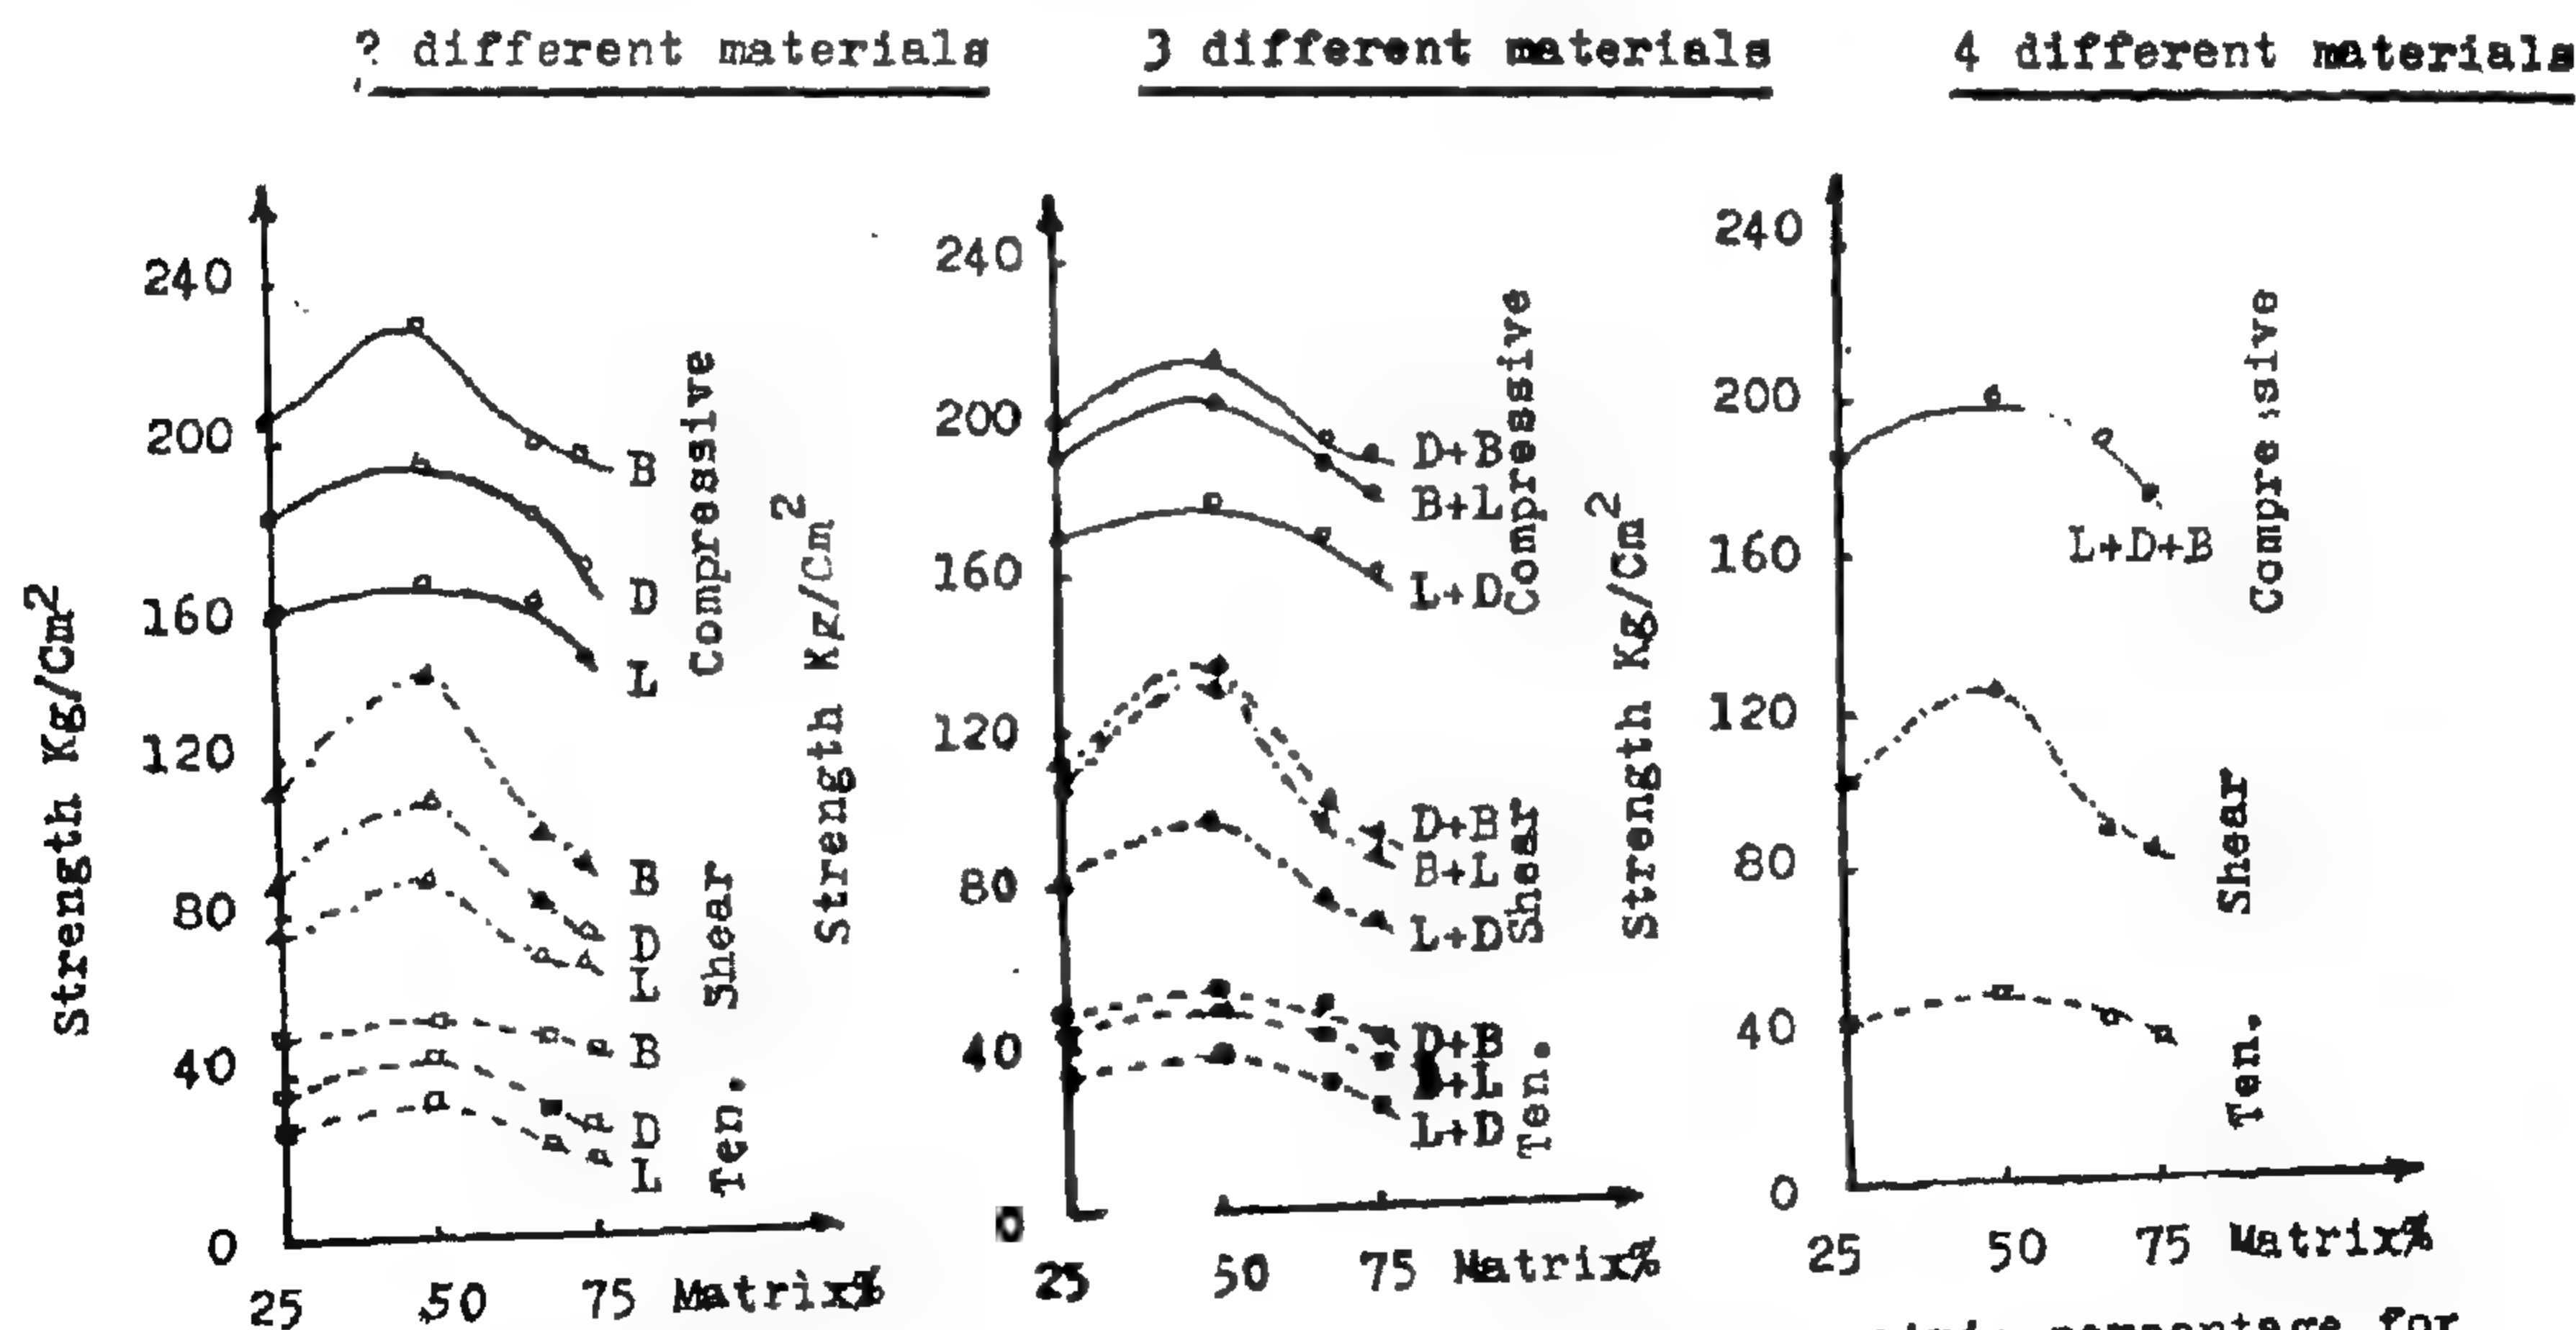 ? different materials
3 different materials
4 different materials
Strength Kg/Cm2
240
200
160
120
80
40
0
25
50
75
Matrix%
B
D
L
Compressive
B
D
L
Shear
B
D
L
Ten.
Strength Kg/Cm2
240
200
160
120
80
40
0
25
50
75
Matrix%
D+B
B+L
L+D
Compressive
D+B
B+L
L+D
Shear
D+B
B+L
L+D
Ten.
Strength Kg/Cm2
240
200
160
120
80
40
0
25
50
75
Matrix%
L+D+B
Compressive
Shear
Ten.
percentage for